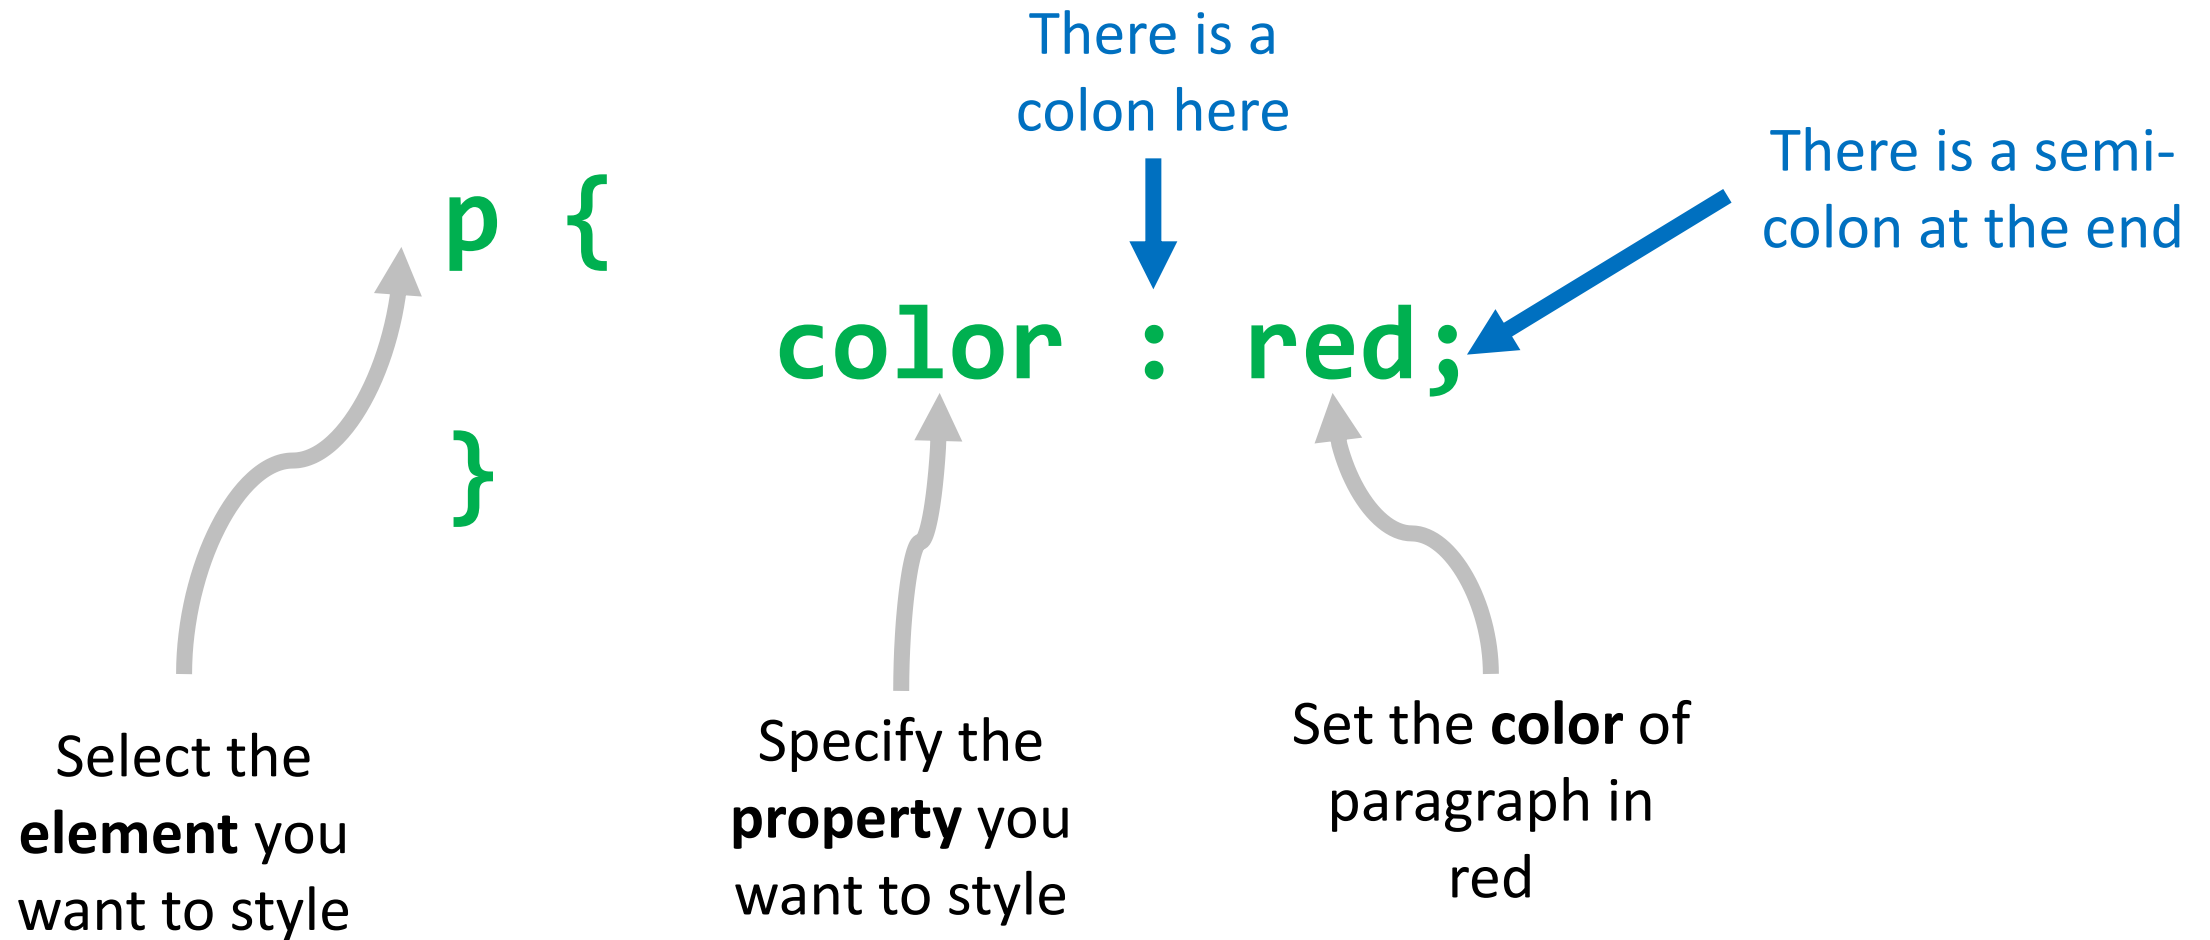 There is a
colon here
There is a semi-
colon at the end
p {
color : red;
}
Select the
element you
want to style
Specify the
property you
want to style
Set the color of
paragraph in
red